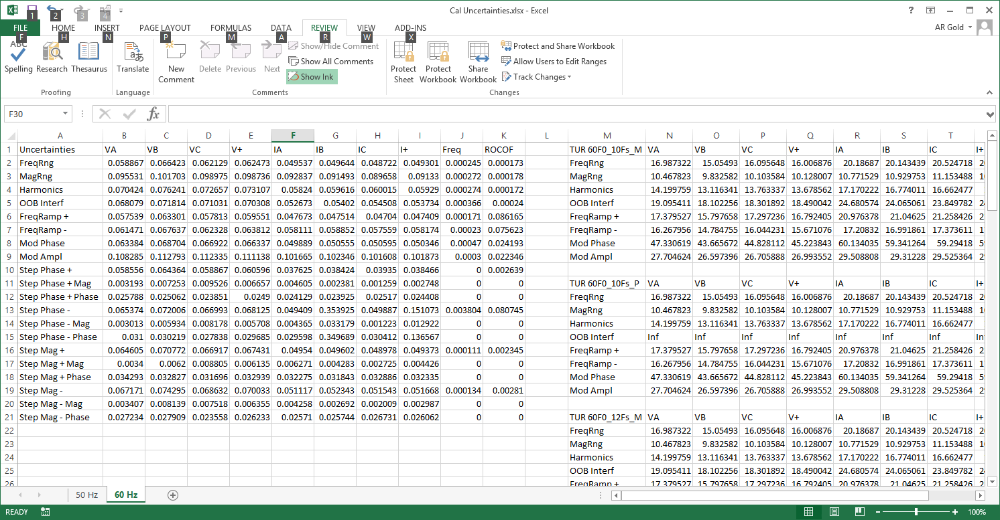 Cal Uncertainties.xlsx - Excel
1 2 3 4
FILE HOME INSERT PAGE LAYOUT FORMULAS DATA REVIEW VIEW ADD-INS AR Gold
F H N P M A R W X
ABC
Spelling Research Thesaurus Translate New Comment Delete Previous Next
Show/Hide Comment
Show All Comments
Show Ink
Protect Sheet Protect Workbook Share Workbook
Protect and Share Workbook
Allow Users to Edit Ranges
Track Changes
Proofing Language Comments Changes
F30 fx
A B C D E F G H I J K L M N O P Q R S T
1 Uncertainties VA VB VC V+ IA IB IC I+ Freq ROCOF TUR 60F0_10Fs_M VA VB VC V+ IA IB IC I+
2 FreqRng 0.058867 0.066423 0.062129 0.062473 0.049537 0.049644 0.048722 0.049301 0.000245 0.000173 FreqRng 16.987322 15.05493 16.095648 16.006876 20.18687 20.143439 20.524718
3 MagRng 0.095531 0.101703 0.098975 0.098736 0.092837 0.091493 0.089658 0.09133 0.000272 0.000178 MagRng 10.467823 9.832582 10.103584 10.128007 10.771529 10.929753 11.153488
4 Harmonics 0.070424 0.076241 0.072657 0.073107 0.05824 0.059616 0.060015 0.05929 0.000274 0.000172 Harmonics 14.199759 13.116341 13.763337 13.678562 17.170222 16.774011 16.662477
5 OOB Interf 0.068079 0.071814 0.071031 0.070308 0.052673 0.05402 0.054508 0.053734 0.000366 0.00024 OOB Interf 19.095411 18.102256 18.301892 18.490042 24.680574 24.065061 23.849782
6 FreqRamp + 0.057539 0.063301 0.057813 0.059551 0.047673 0.047514 0.04704 0.047409 0.000171 0.086165 FreqRamp + 17.379527 15.797658 17.297236 16.792405 20.976378 21.04625 21.258426
7 FreqRamp - 0.061471 0.067637 0.062328 0.063812 0.058111 0.058852 0.057559 0.058174 0.00023 0.075623 FreqRamp - 16.267956 14.784755 16.044231 15.671076 17.20832 16.991861 17.373611
8 Mod Phase 0.063384 0.068704 0.066922 0.066337 0.049889 0.050555 0.050595 0.050346 0.00047 0.024193 Mod Phase 47.330619 43.665672 44.828112 45.223843 60.134035 59.341264 59.29418
9 Mod Ampl 0.108285 0.112793 0.112335 0.111138 0.101665 0.102346 0.101608 0.101873 0.0003 0.022346 Mod Ampl 27.704624 26.597396 26.705888 26.993552 29.508808 29.31228 29.525364
10 Step Phase + 0.058556 0.064364 0.058867 0.060596 0.037625 0.038424 0.03935 0.038466 0 0.002639
11 Step Phase + Mag 0.003193 0.007253 0.009526 0.006657 0.004605 0.002381 0.001259 0.002748 0 0 TUR 60F0_10Fs_P VA VB VC V+ IA IB IC I+
12 Step Phase + Phase 0.025788 0.025062 0.023851 0.0249 0.024129 0.023925 0.02517 0.024408 0 0 FreqRng 16.987322 15.05493 16.095648 16.006876 20.18687 20.143439 20.524718
13 Step Phase - 0.065374 0.072006 0.066993 0.068125 0.049409 0.353925 0.049887 0.151073 0.003804 0.080745 MagRng 10.467823 9.832582 10.103584 10.128007 10.771529 10.929753 11.153488
14 Step Phase - Mag 0.003013 0.005934 0.008178 0.005708 0.004365 0.033179 0.001223 0.012922 0 0 Harmonics 14.199759 13.116341 13.763337 13.678562 17.170222 16.774011 16.662477
15 Step Phase - Phase 0.031 0.030219 0.027838 0.029685 0.029598 0.349689 0.030412 0.136567 0 0 OOB Interf Inf Inf Inf Inf Inf Inf Inf Inf
16 Step Mag + 0.064605 0.070772 0.066917 0.067431 0.04954 0.049602 0.048978 0.049373 0.000111 0.002345 FreqRamp + 17.379527 15.797658 17.297236 16.792405 20.976378 21.04625 21.258426
17 Step Mag + Mag 0.0034 0.0062 0.008805 0.006135 0.006271 0.004283 0.002725 0.004426 0 0 FreqRamp - 16.267956 14.784755 16.044231 15.671076 17.20832 16.991861 17.373611
18 Step Mag + Phase 0.034293 0.032827 0.031696 0.032939 0.032275 0.031843 0.032886 0.032335 0 0 Mod Phase 47.330619 43.665672 44.828112 45.223843 60.134035 59.341264 59.29418
19 Step Mag - 0.067171 0.074295 0.068632 0.070033 0.051117 0.052343 0.051543 0.051668 0.000134 0.00281 Mod Ampl 27.704624 26.597396 26.705888 26.993552 29.508808 29.31228 29.525364
20 Step Mag - Mag 0.003407 0.008139 0.007518 0.006355 0.004258 0.002692 0.002009 0.002987 0 0
21 Step Mag - Phase 0.027234 0.027909 0.023558 0.026233 0.02571 0.025744 0.026731 0.026062 0 0 TUR 60F0_12Fs_M VA VB VC V+ IA IB IC I+
22 FreqRng 16.987322 15.05493 16.095648 16.006876 20.18687 20.143439 20.524718
23 MagRng 10.467823 9.832582 10.103584 10.128007 10.771529 10.929753 11.153488
24 Harmonics 14.199759 13.116341 13.763337 13.678562 17.170222 16.774011 16.662477
25 OOB Interf 19.095411 18.102256 18.301892 18.490042 24.680574 24.065061 23.849782
26 FreqRamp + 17.379527 15.797658 17.297236 16.792405 20.976378 21.04625 21.258426
50 Hz 60 Hz
READY 100%